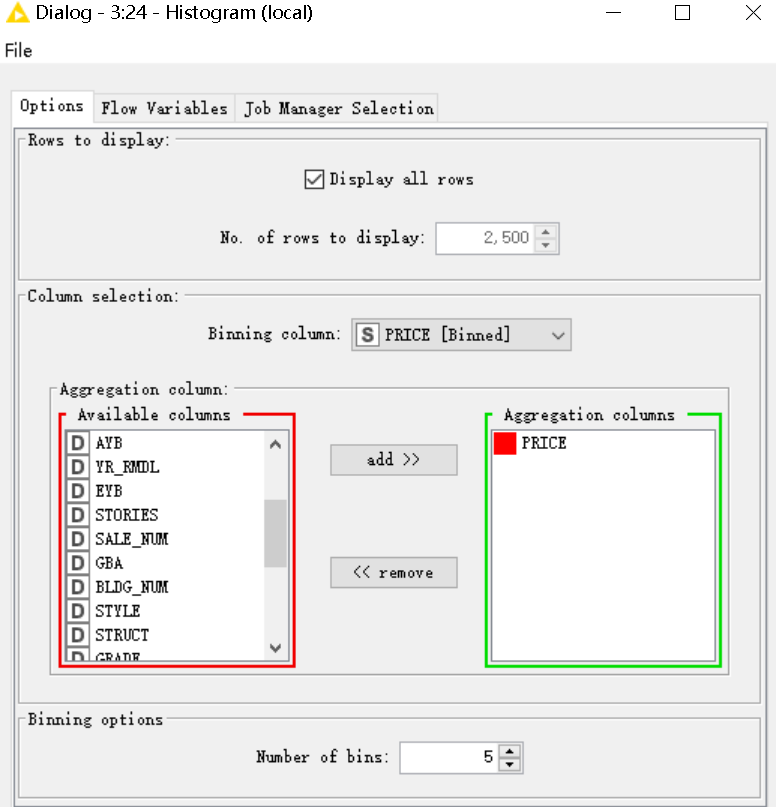 Dialog - 3:24 - Histogram (local)
File
Options Flow Variables Job Manager Selection
Rows to display:
Display all rows
No. of rows to display: 2,500
Column selection:
Binning column: S PRICE [Binned]
Aggregation column:
Available columns
D AYB
D YR_RMDL
D EYB
D STORIES
D SALE_NUM
D GBA
D BLDG_NUM
D STYLE
D STRUCT
D GRADE
add >>
<< remove
Aggregation columns
PRICE
Binning options
Number of bins: 5